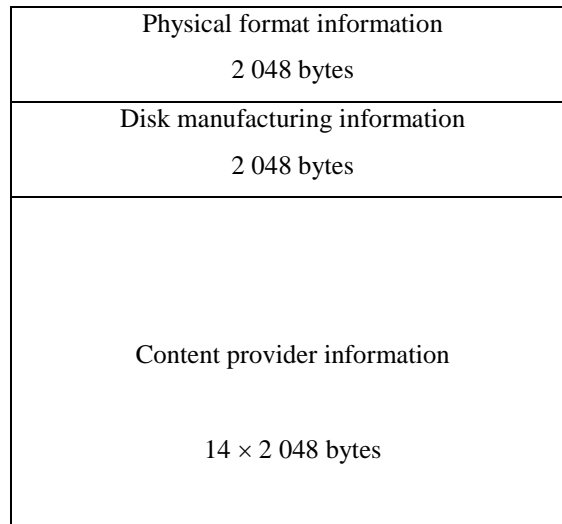 Physical format information
2 048 bytes
Disk manufacturing information
2 048 bytes
Content provider information
14 × 2 048 bytes